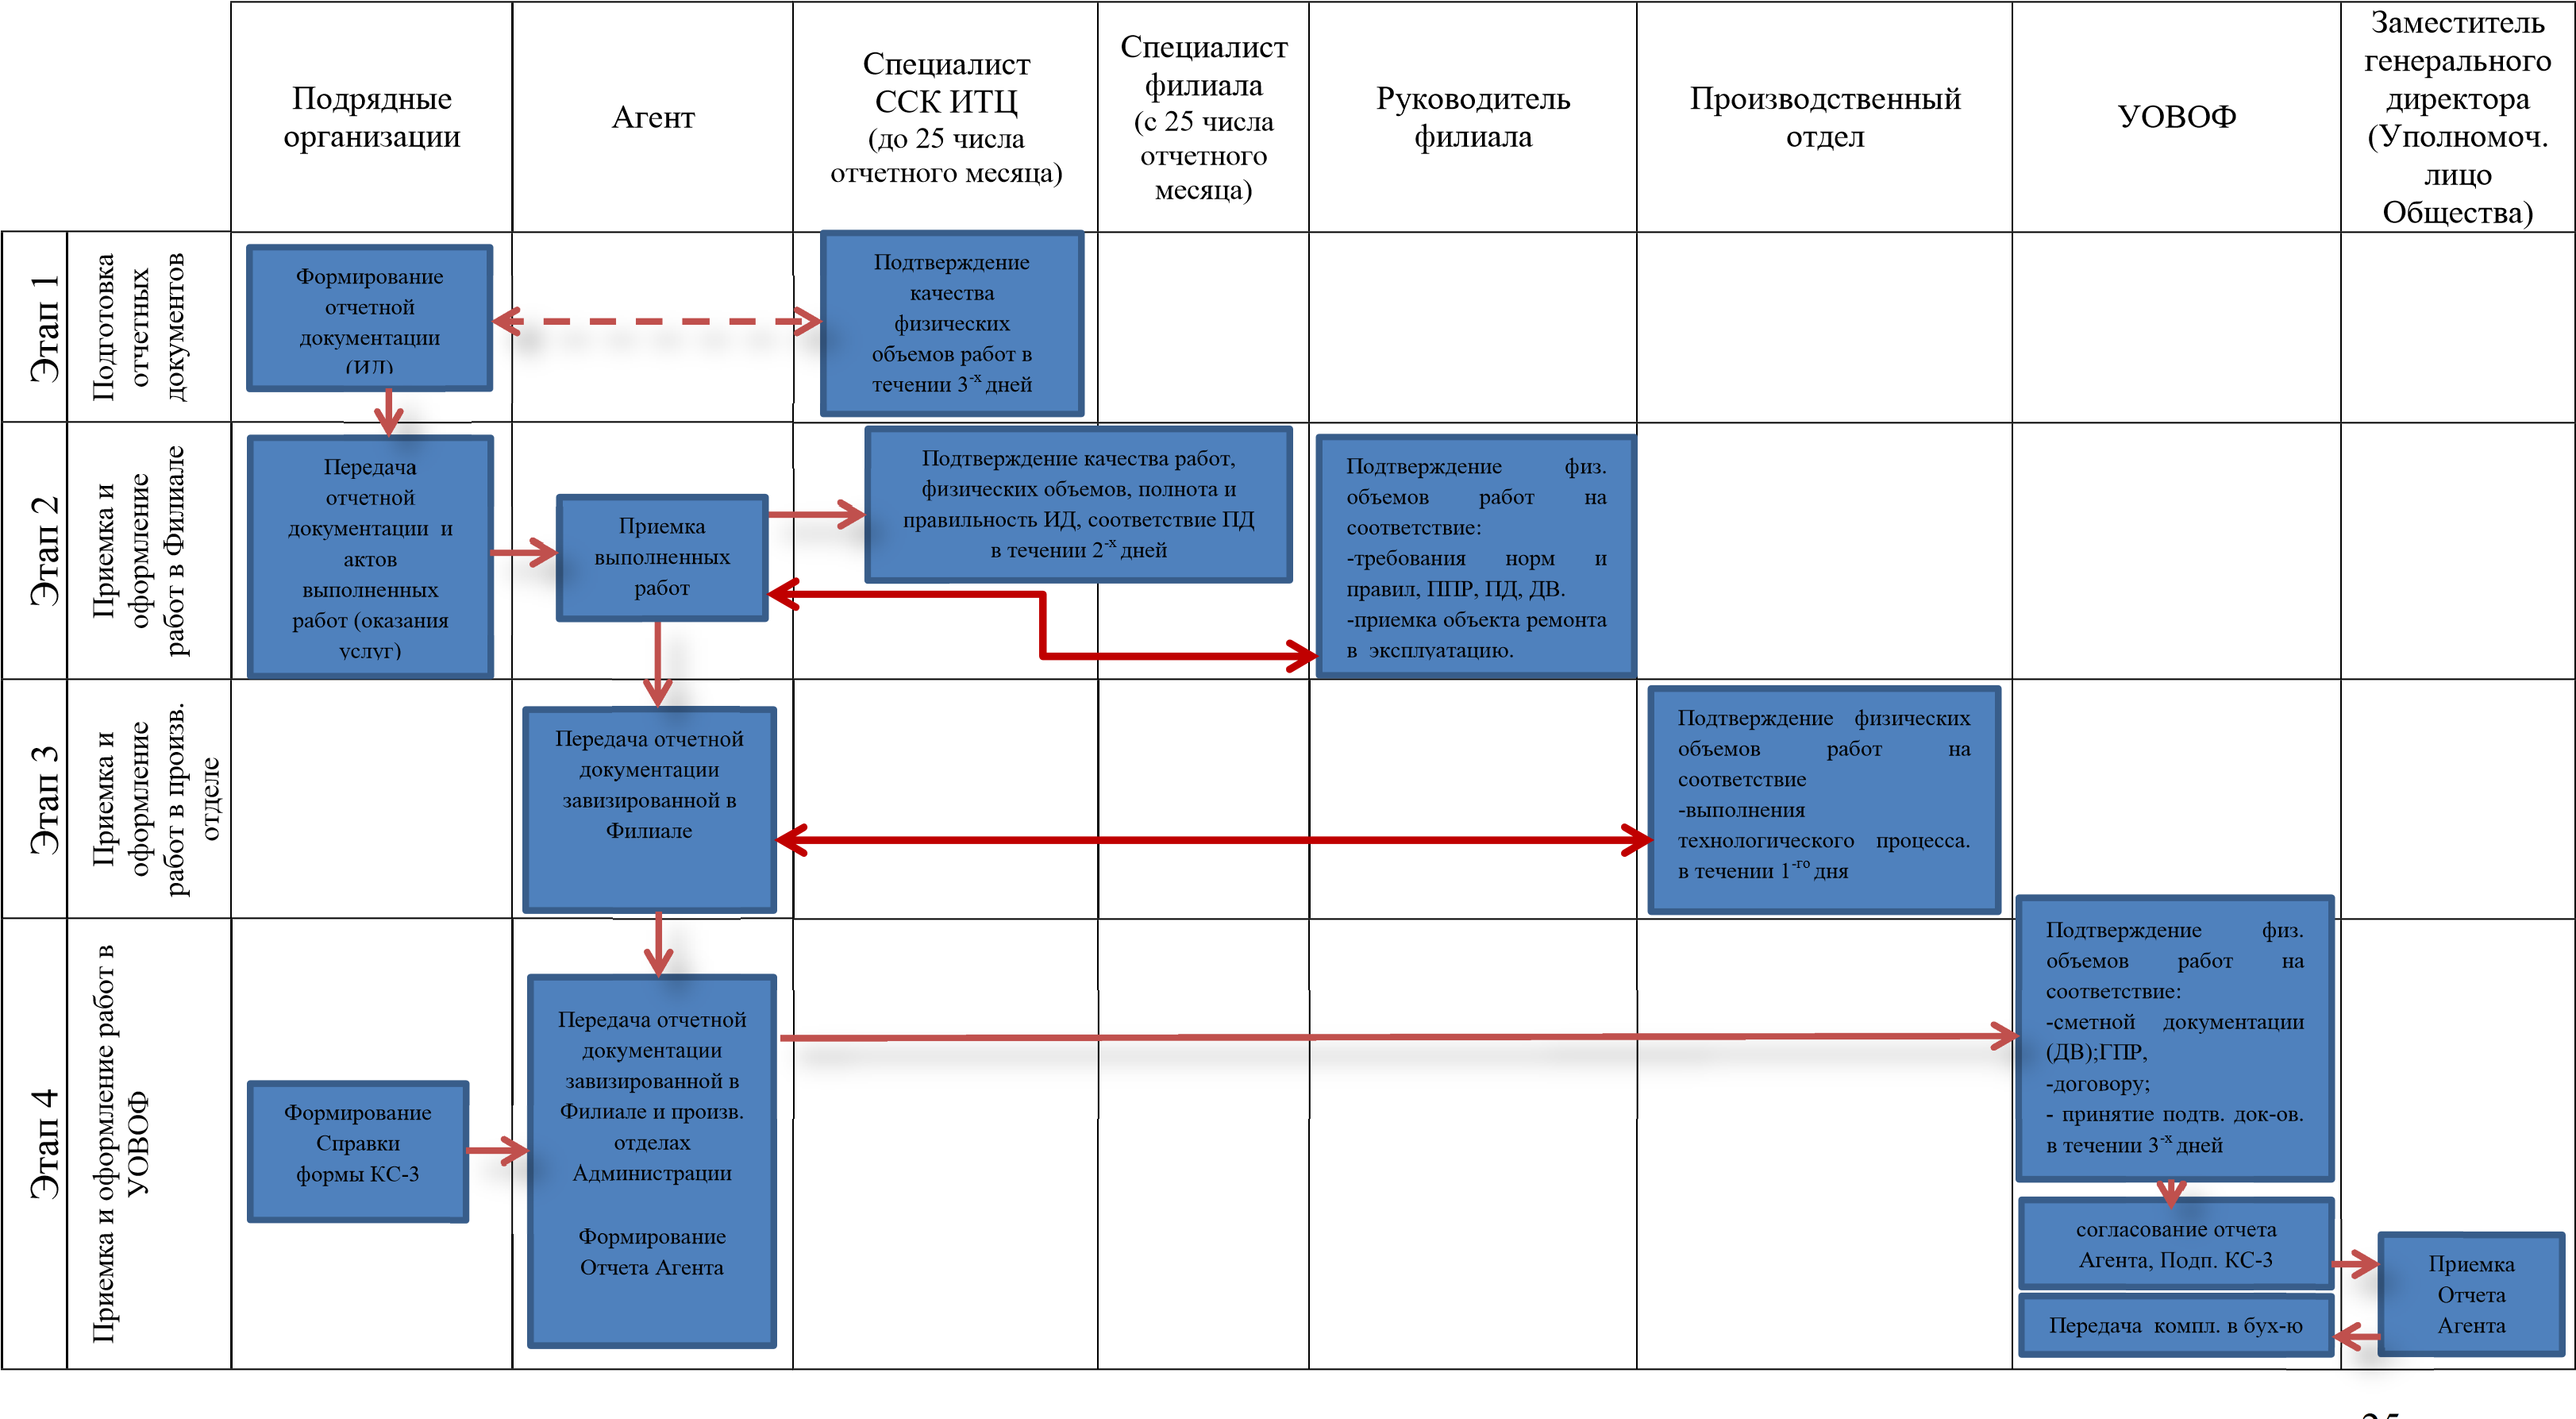 Подрядные
организации
Агент
Специалист
ССК ИТЦ
(до 25 числа
отчетного месяца)
Специалист
филиала
(с 25 числа
отчетного
месяца)
Руководитель
филиала
Производственный
отдел
УОВОФ
Заместитель
генерального
директора
(Уполномоч.
лицо
Общества)
Этап 1
Подготовка
отчетных
документов
Формирование
отчетной
документации
(ИД)
Подтверждение
качества
физических
объемов работ в
течении 3-х дней
Этап 2
Приемка и
оформление
работ в Филиале
Передача
отчетной
документации и
актов
выполненных
работ (оказания
услуг)
Приемка
выполненных
работ
Подтверждение качества работ,
физических объемов, полнота и
правильность ИД, соответствие ПД
в течении 2-х дней
Подтверждение физ.
объемов работ на
соответствие:
-требования норм и
правил, ППР, ПД, ДВ.
-приемка объекта ремонта
в эксплуатацию.
Этап 3
Приемка и
оформление
работ в произв.
отделе
Передача отчетной
документации
завизированной в
Филиале
Подтверждение физических
объемов работ на
соответствие
-выполнения
технологического процесса.
в течении 1-го дня
Этап 4
Приемка и оформление работ в
УОВОФ
Формирование
Справки
формы КС-3
Передача отчетной
документации
завизированной в
Филиале и произв.
отделах
Администрации
Формирование
Отчета Агента
Подтверждение физ.
объемов работ на
соответствие:
-сметной документации
(ДВ);ГПР,
-договору;
- принятие подтв. док-ов.
в течении 3-х дней
согласование отчета
Агента, Подп. КС-3
Передача компл. в бух-ю
Приемка
Отчета
Агента